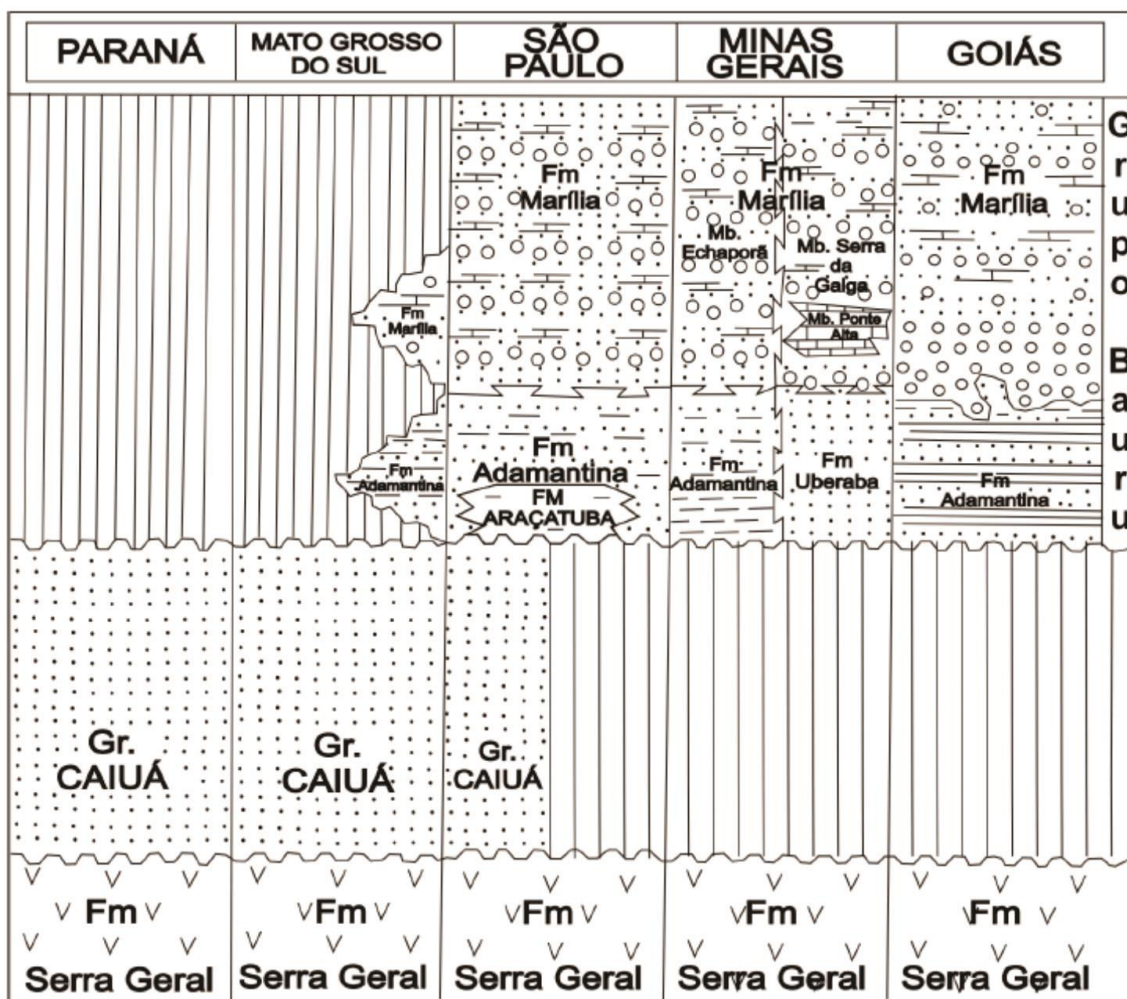 PARANÁ
MATO GROSSO
DO SUL
SÃO
PAULO
MINAS
GERAIS
GOIÁS
Fm
Marília
Fm
Marília
Mb.
Echaporã
Mb. Serra
da
Galga
Mb. Ponte
Alta
Fm
Marília
Fm
Marília
Fm
Adamantina
Fm
Adamantina
FM
ARAÇATUBA
Fm
Adamantina
Fm
Uberaba
Fm
Adamantina
Grupo Bauru
Gr.
CAIUÁ
Gr.
CAIUÁ
Gr.
CAIUÁ
Fm
Serra Geral
Fm
Serra Geral
Fm
Serra Geral
Fm
Serra Geral
Fm
Serra Geral